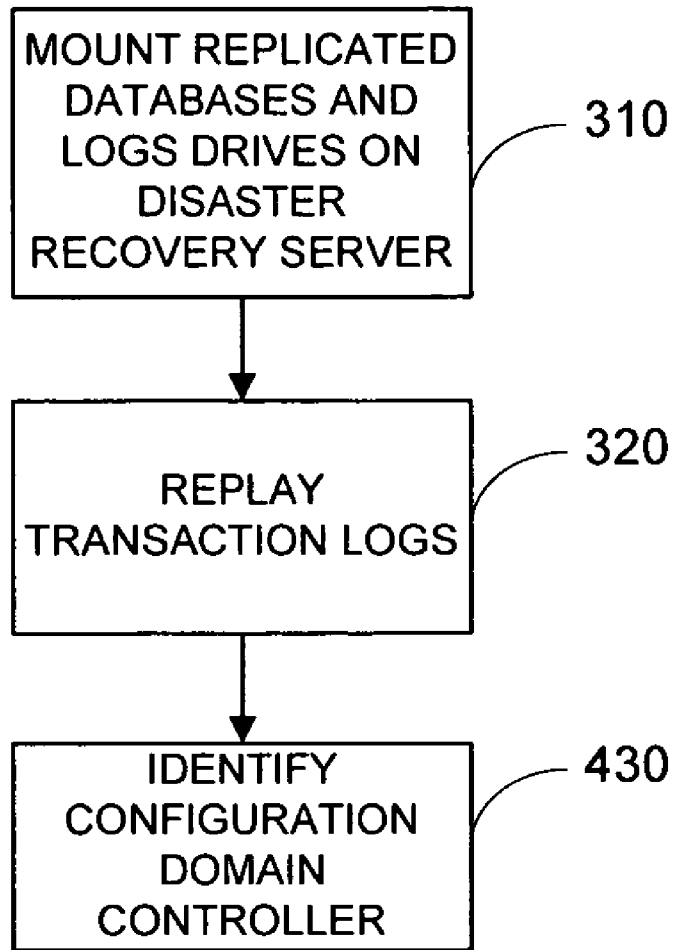 MOUNT REPLICATED
DATABASES AND
LOGS DRIVES ON
DISASTER
RECOVERY SERVER
310
REPLAY
TRANSACTION LOGS
320
IDENTIFY
CONFIGURATION
DOMAIN
CONTROLLER
430